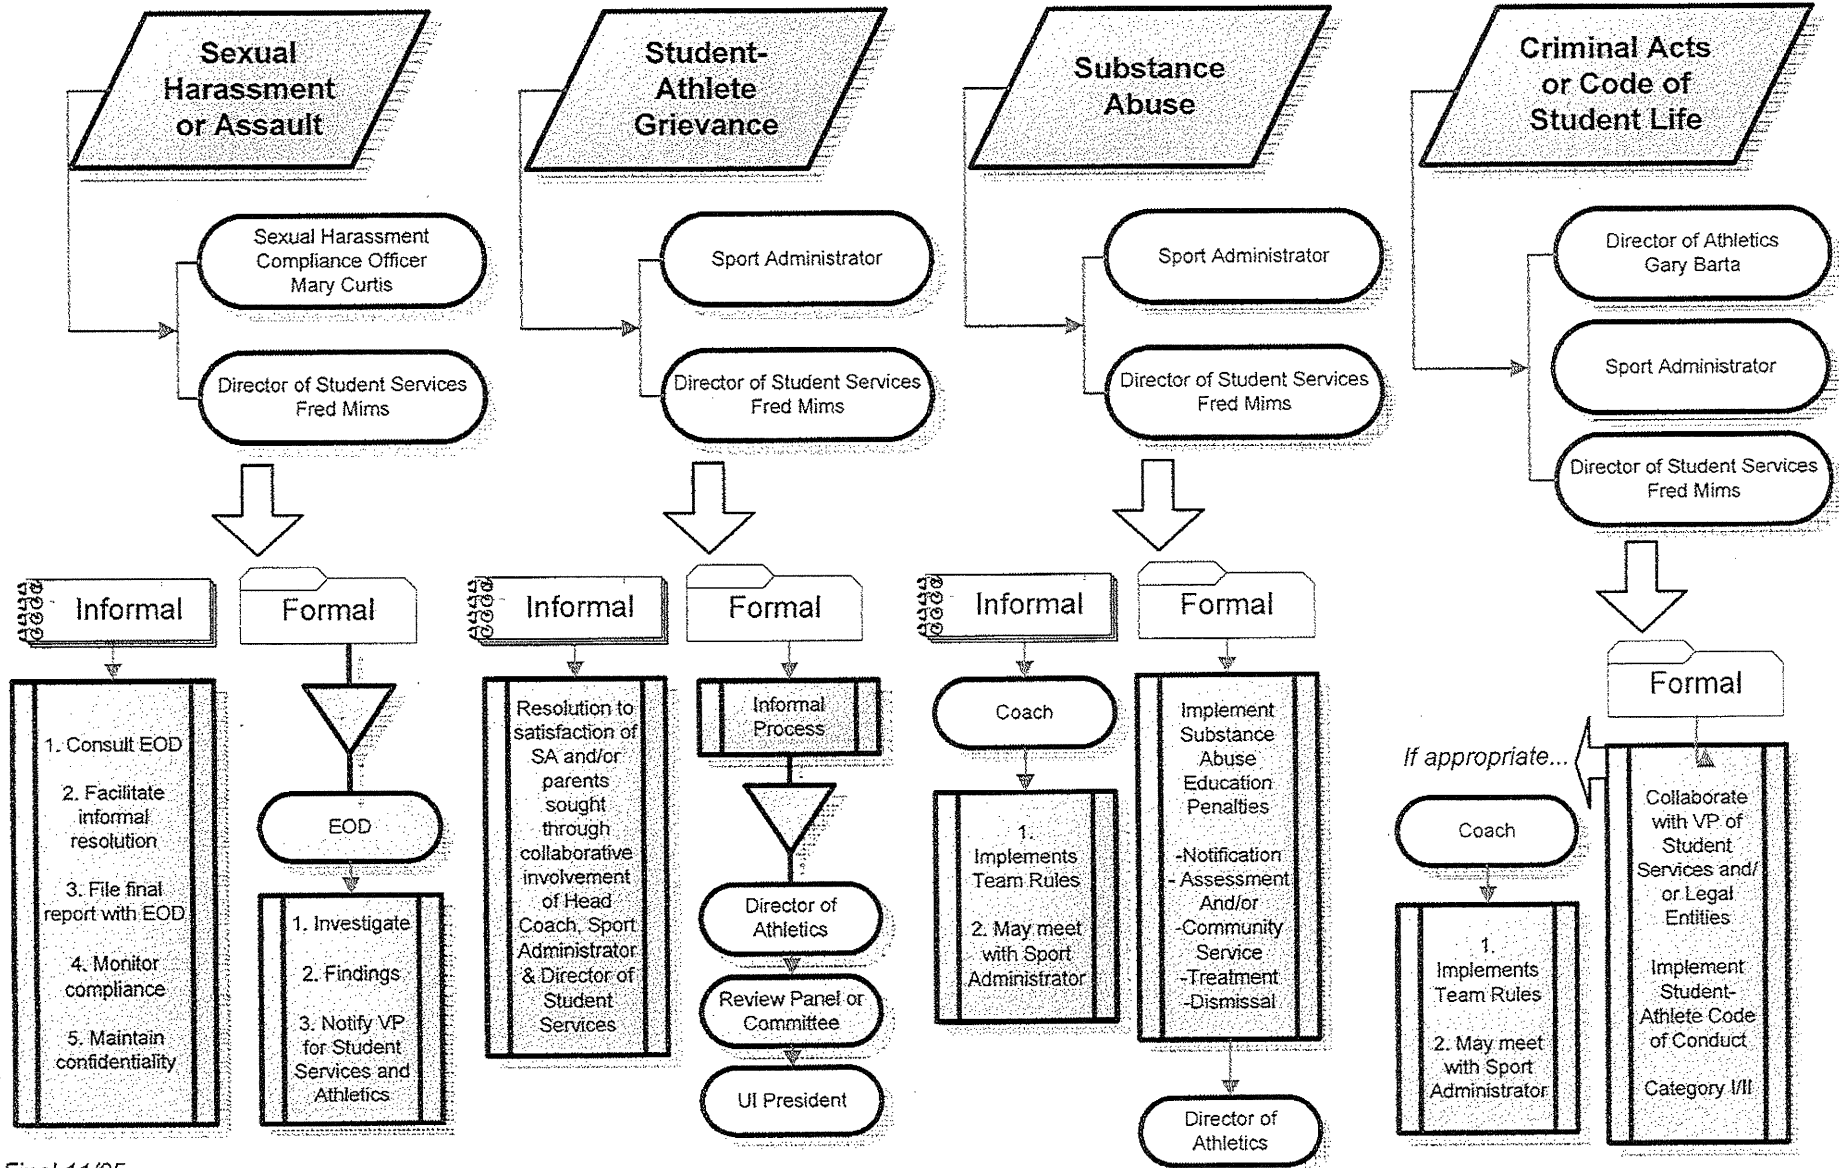 Sexual
Harassment
or Assault
Sexual Harassment
Compliance Officer
Mary Curtis
Director of Student Services
Fred Mims
Informal
1. Consult EOD
2. Facilitate
informal
resolution
3. File final
report with EOD
4. Monitor
compliance
5. Maintain
confidentiality
Formal
EOD
1. Investigate
2. Findings
3. Notify VP
for Student
Services and
Athletics
Student-
Athlete
Grievance
Sport Administrator
Director of Student Services
Fred Mims
Informal
Resolution to
satisfaction of
SA and/or
parents
sought
through
collaborative
involvement
of Head
Coach, Sport
Administrator
& Director of
Student
Services
Formal
Informal
Process
Director of
Athletics
Review Panel or
Committee
UI President
Substance
Abuse
Sport Administrator
Director of Student Services
Fred Mims
Informal
Coach
1.
Implements
Team Rules
2. May meet
with Sport
Administrator
Formal
Implement
Substance
Abuse
Education
Penalties
-Notification
- Assessment
And/or
-Community
Service
-Treatment
-Dismissal
Director of
Athletics
Criminal Acts
or Code of
Student Life
Director of Athletics
Gary Barta
Sport Administrator
Director of Student Services
Fred Mims
Formal
If appropriate...
Coach
1.
Implements
Team Rules
2. May meet
with Sport
Administrator
Collaborate
with VP of
Student
Services and/
or Legal
Entities
Implement
Student-
Athlete Code
of Conduct
Category I/II